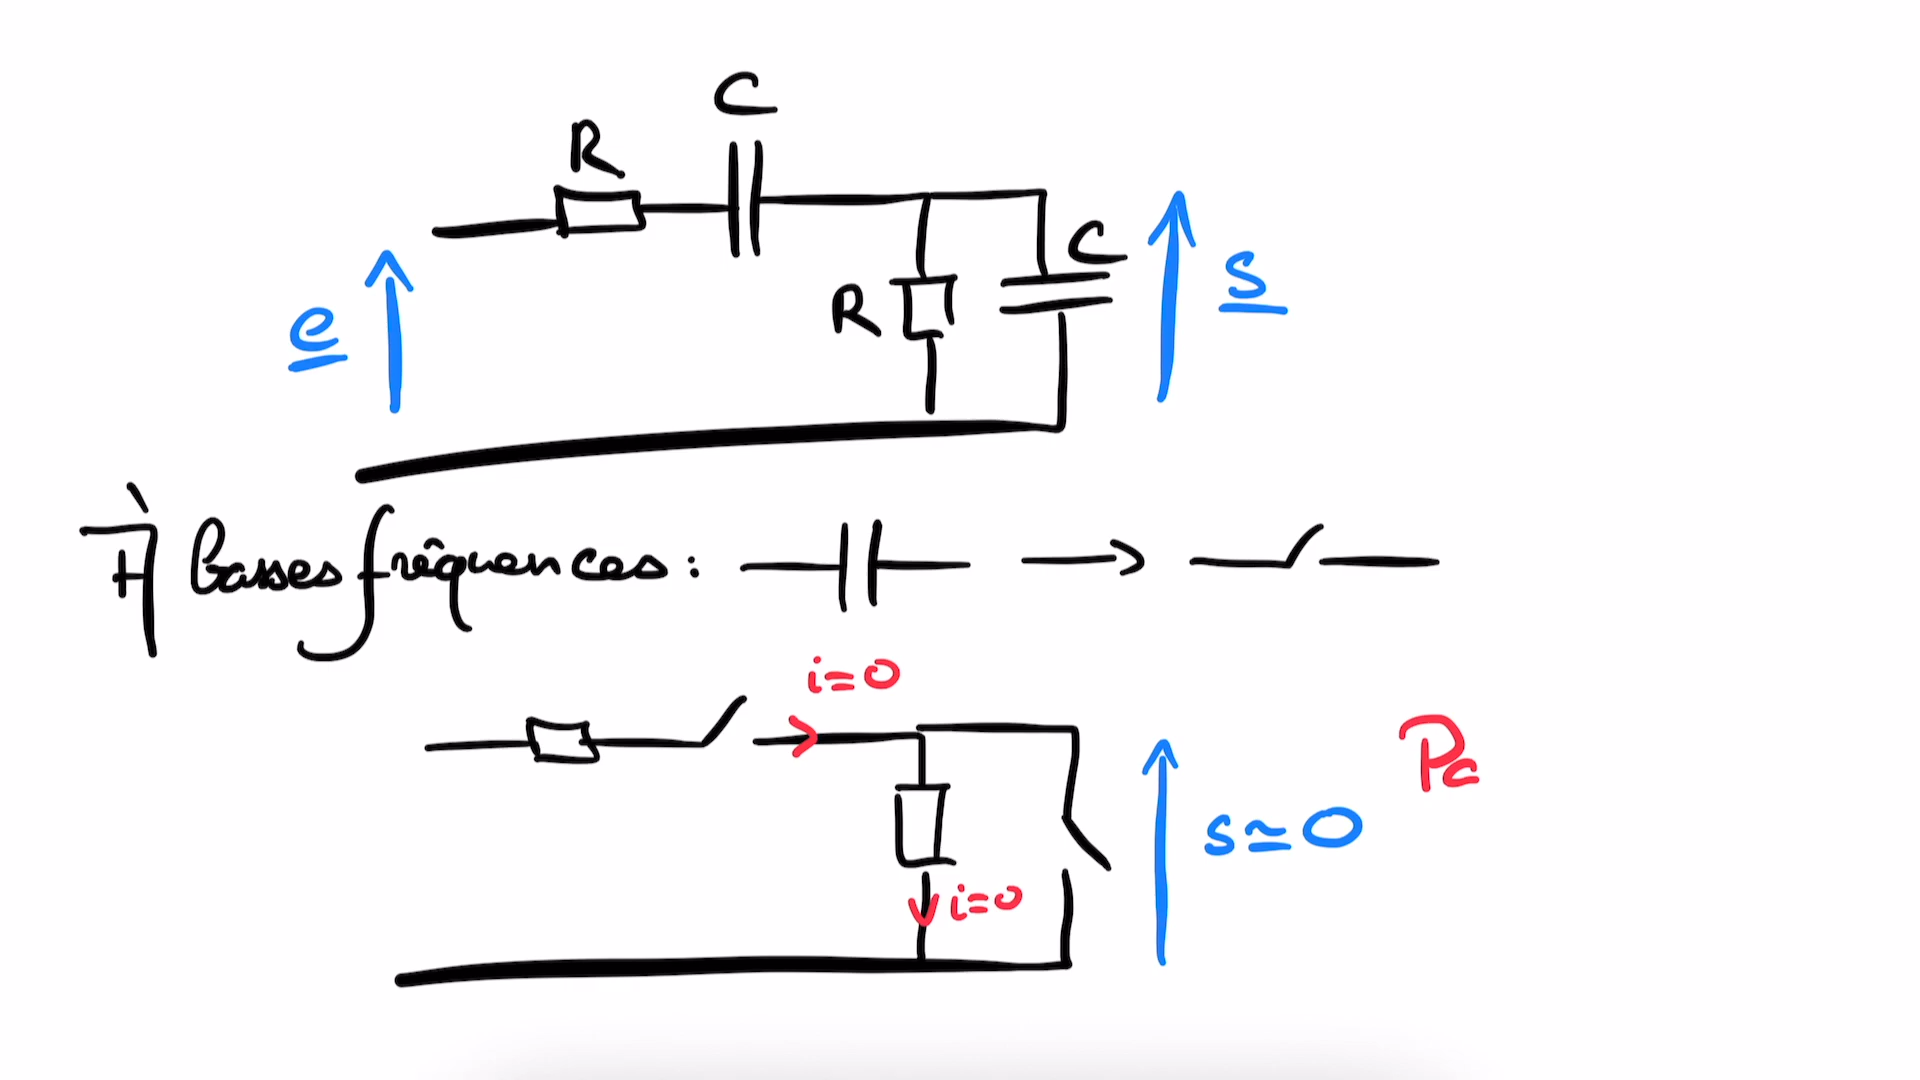 C
R
C
R
e
s
À basses fréquences :
i=0
Pa
s≃0
i=0